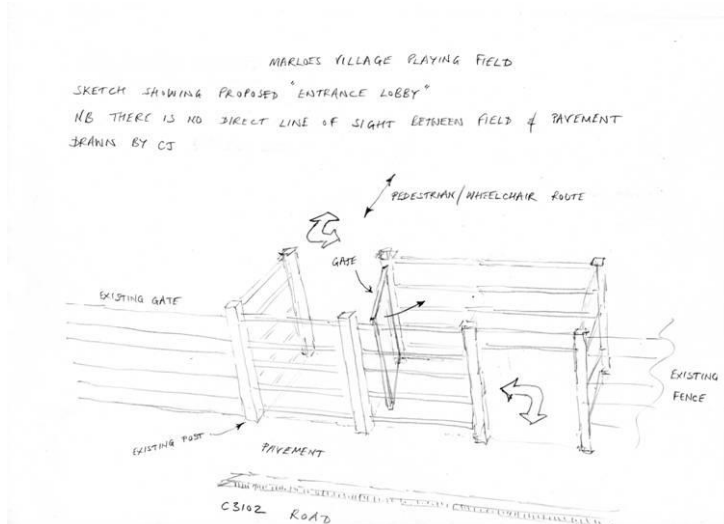 MARLOES VILLAGE PLAYING FIELD
SKETCH SHOWING PROPOSED "ENTRANCE LOBBY"
NB THERE IS NO DIRECT LINE OF SIGHT BETWEEN FIELD & PAVEMENT
DRAWN BY CJ
PEDESTRIAN/WHEELCHAIR ROUTE
GATE
EXISTING GATE
EXISTING
FENCE
EXISTING POST
PAVEMENT
C3102 ROAD